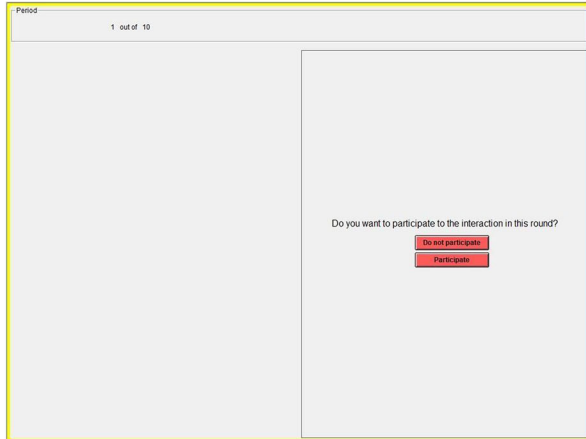 Period
1 out of 10
Do you want to participate to the interaction in this round?
Do not participate
Participate